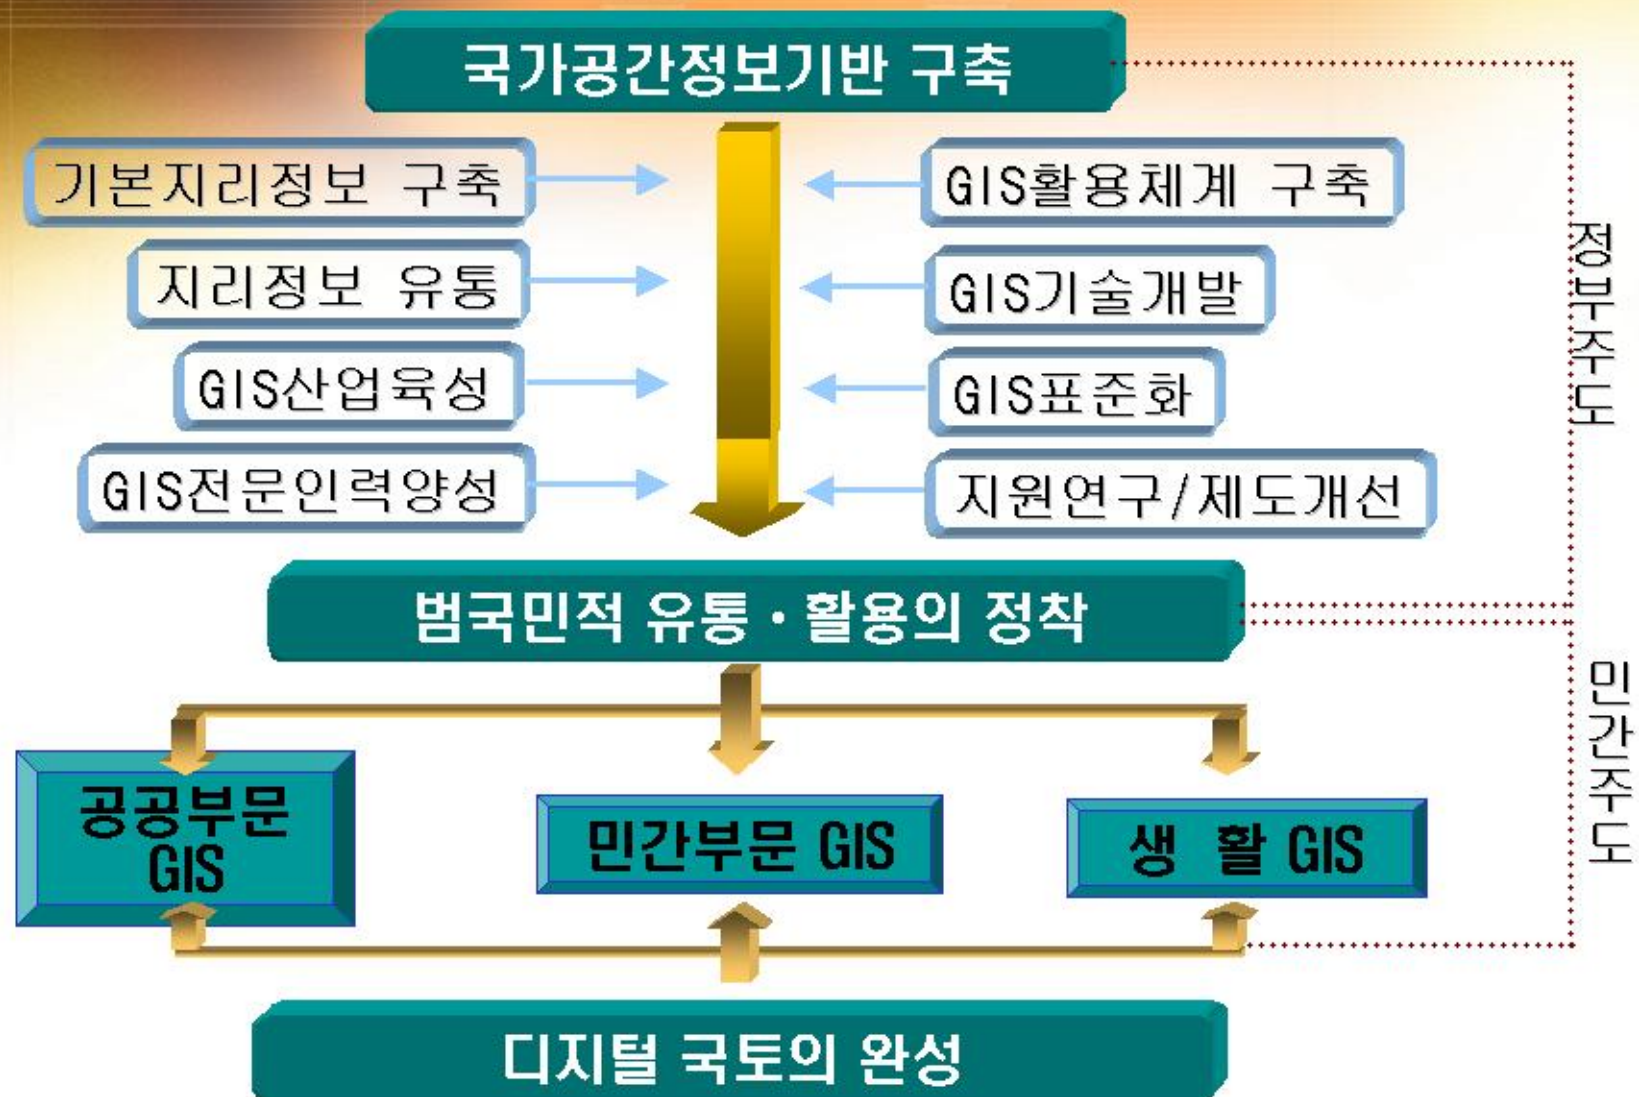 국가공간정보기반 구축
기본지리정보 구축
GIS활용체계 구축
지리정보 유통
GIS기술개발
GIS산업육성
GIS표준화
GIS전문인력양성
지원연구/제도개선
정부주도
범국민적 유통·활용의 정착
민간주도
공공부문
GIS
민간부문 GIS
생 활 GIS
디지털 국토의 완성